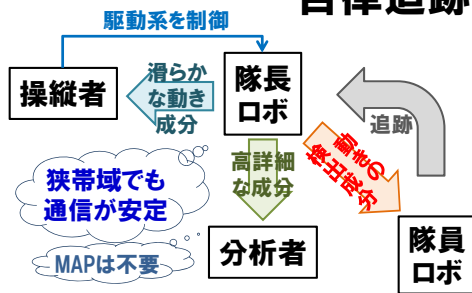 自律追跡
駆動系を制御
操縦者
滑らか
な動き
成分
隊長
ロボ
追跡
高詳細
な成分
動きの
検出成分
狭帯域でも
通信が安定
MAPは不要
分析者
隊員
ロボ